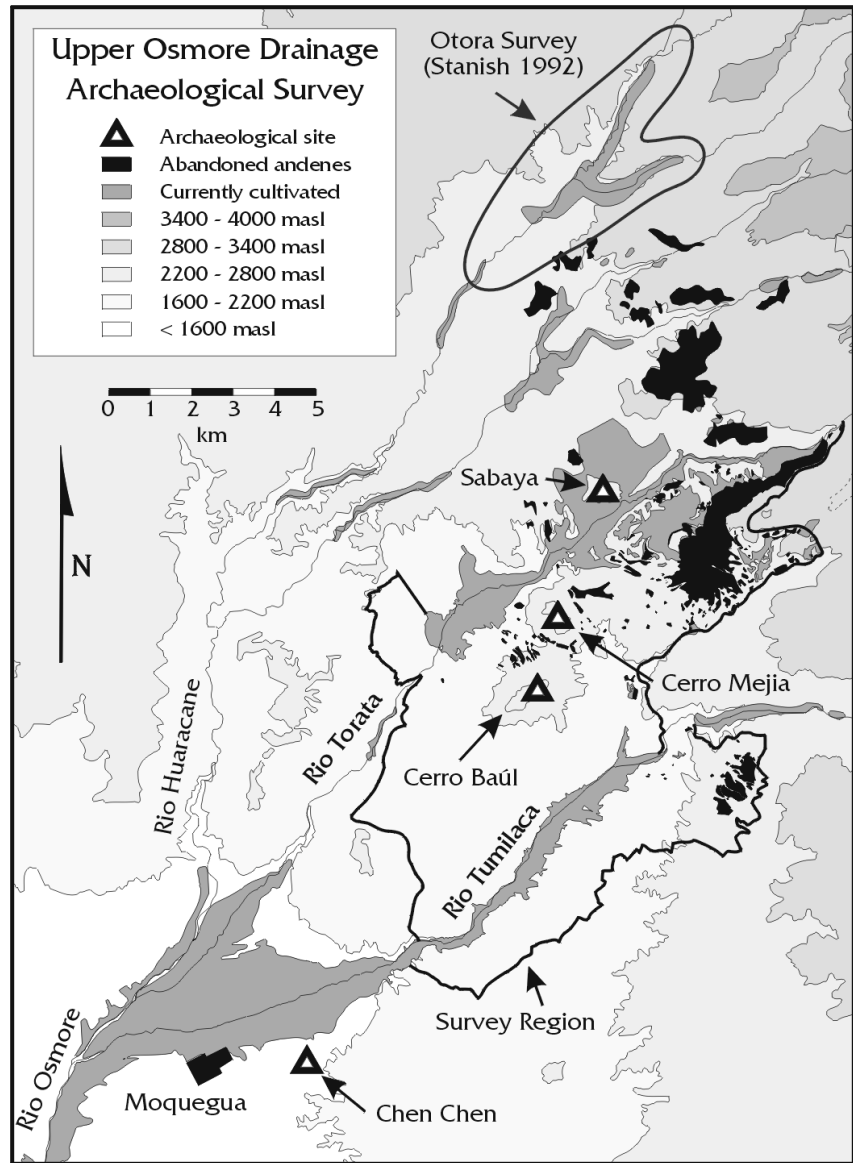 Upper Osmore Drainage
Archaeological Survey
Archaeological site
Abandoned andenes
Currently cultivated
3400 - 4000 masl
2800 - 3400 masl
2200 - 2800 masl
1600 - 2200 masl
< 1600 masl
0 1 2 3 4 5
km
N
Otora Survey
(Stanish 1992)
Sabaya
Cerro Mejia
Cerro Baúl
Rio Huaracane
Rio Torata
Rio Tumilaca
Survey Region
Rio Osmore
Moquegua
Chen Chen